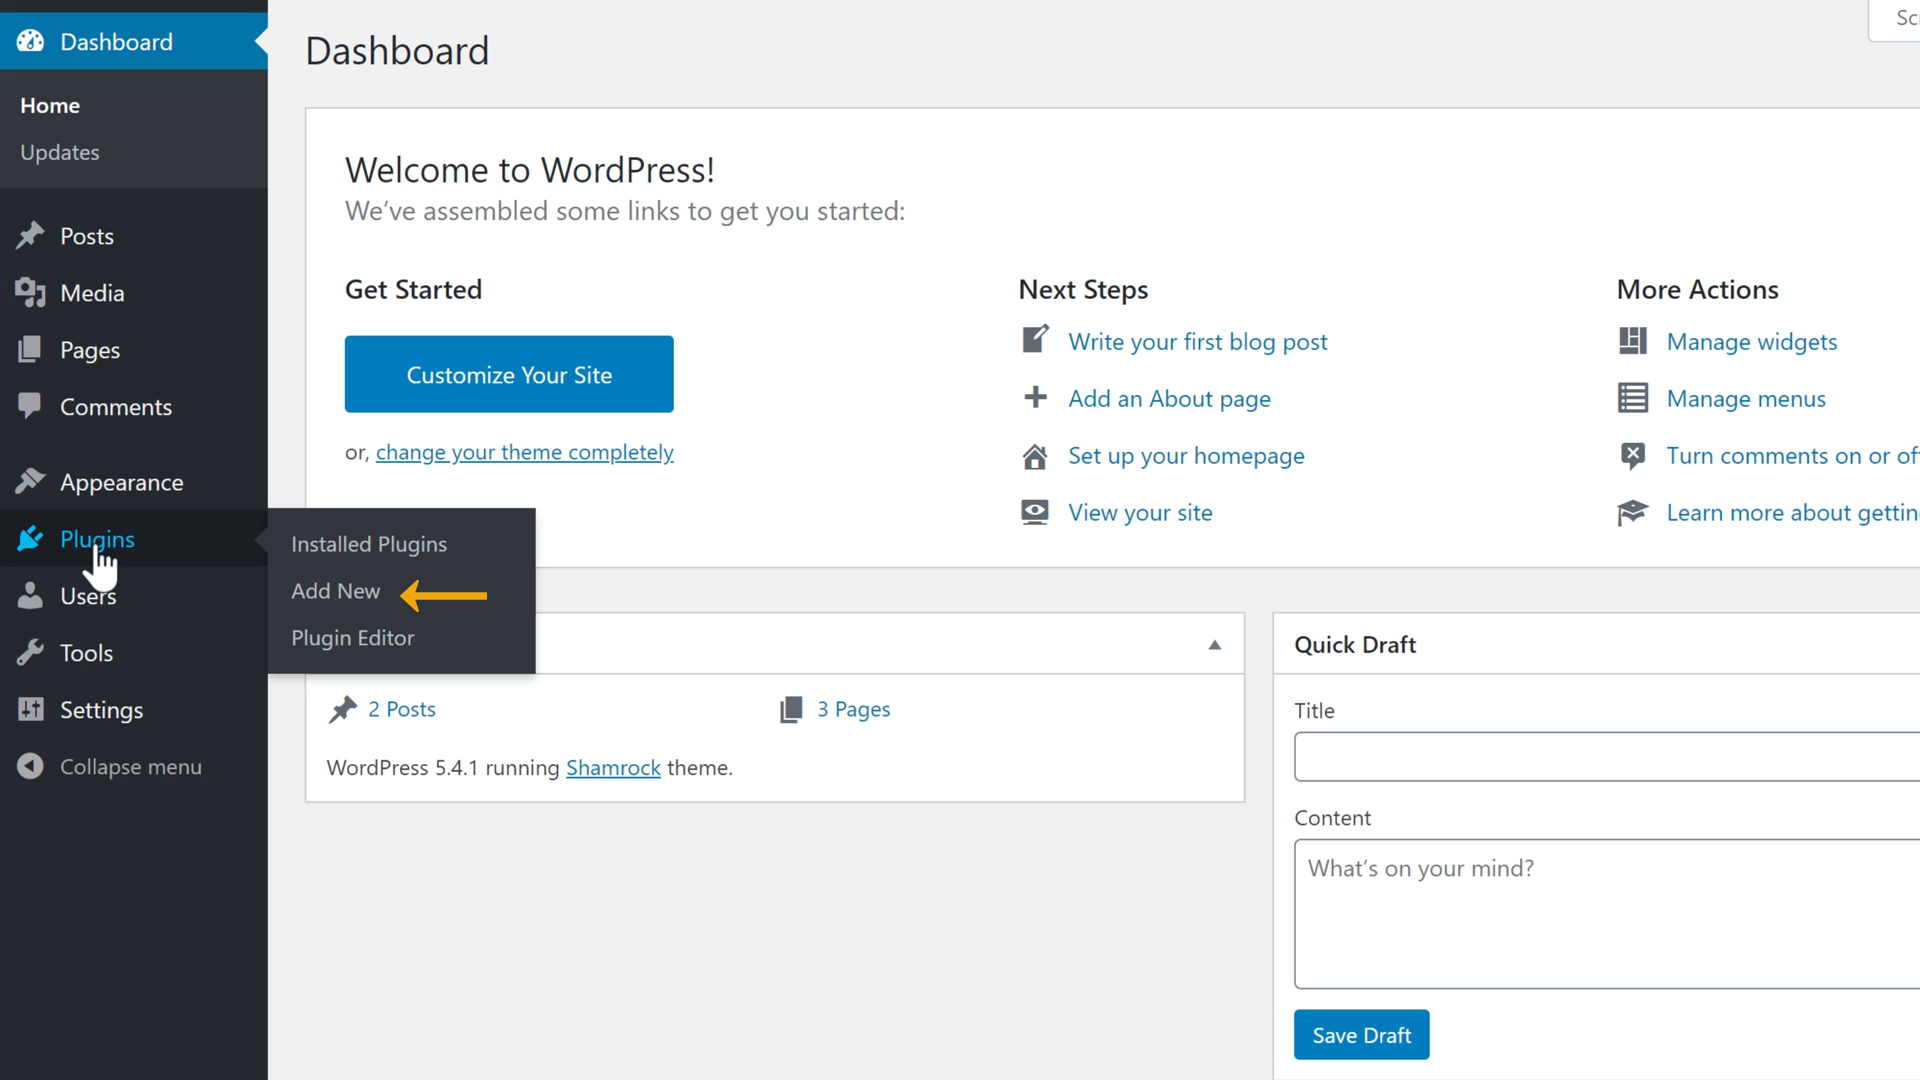 Dashboard
Home
Updates
Posts
Media
Pages
Comments
Appearance
Plugins
Users
Tools
Settings
Collapse menu
Installed Plugins
Add New
Plugin Editor
Dashboard
Welcome to WordPress!
We've assembled some links to get you started:
Get Started
Customize Your Site
or, change your theme completely
Next Steps
Write your first blog post
Add an About page
Set up your homepage
View your site
More Actions
Manage widgets
Manage menus
Turn comments on or
Learn more about
2 Posts
3 Pages
WordPress 5.4.1 running Shamrock theme.
Quick Draft
Title
Content
What's on your mind?
Save Draft